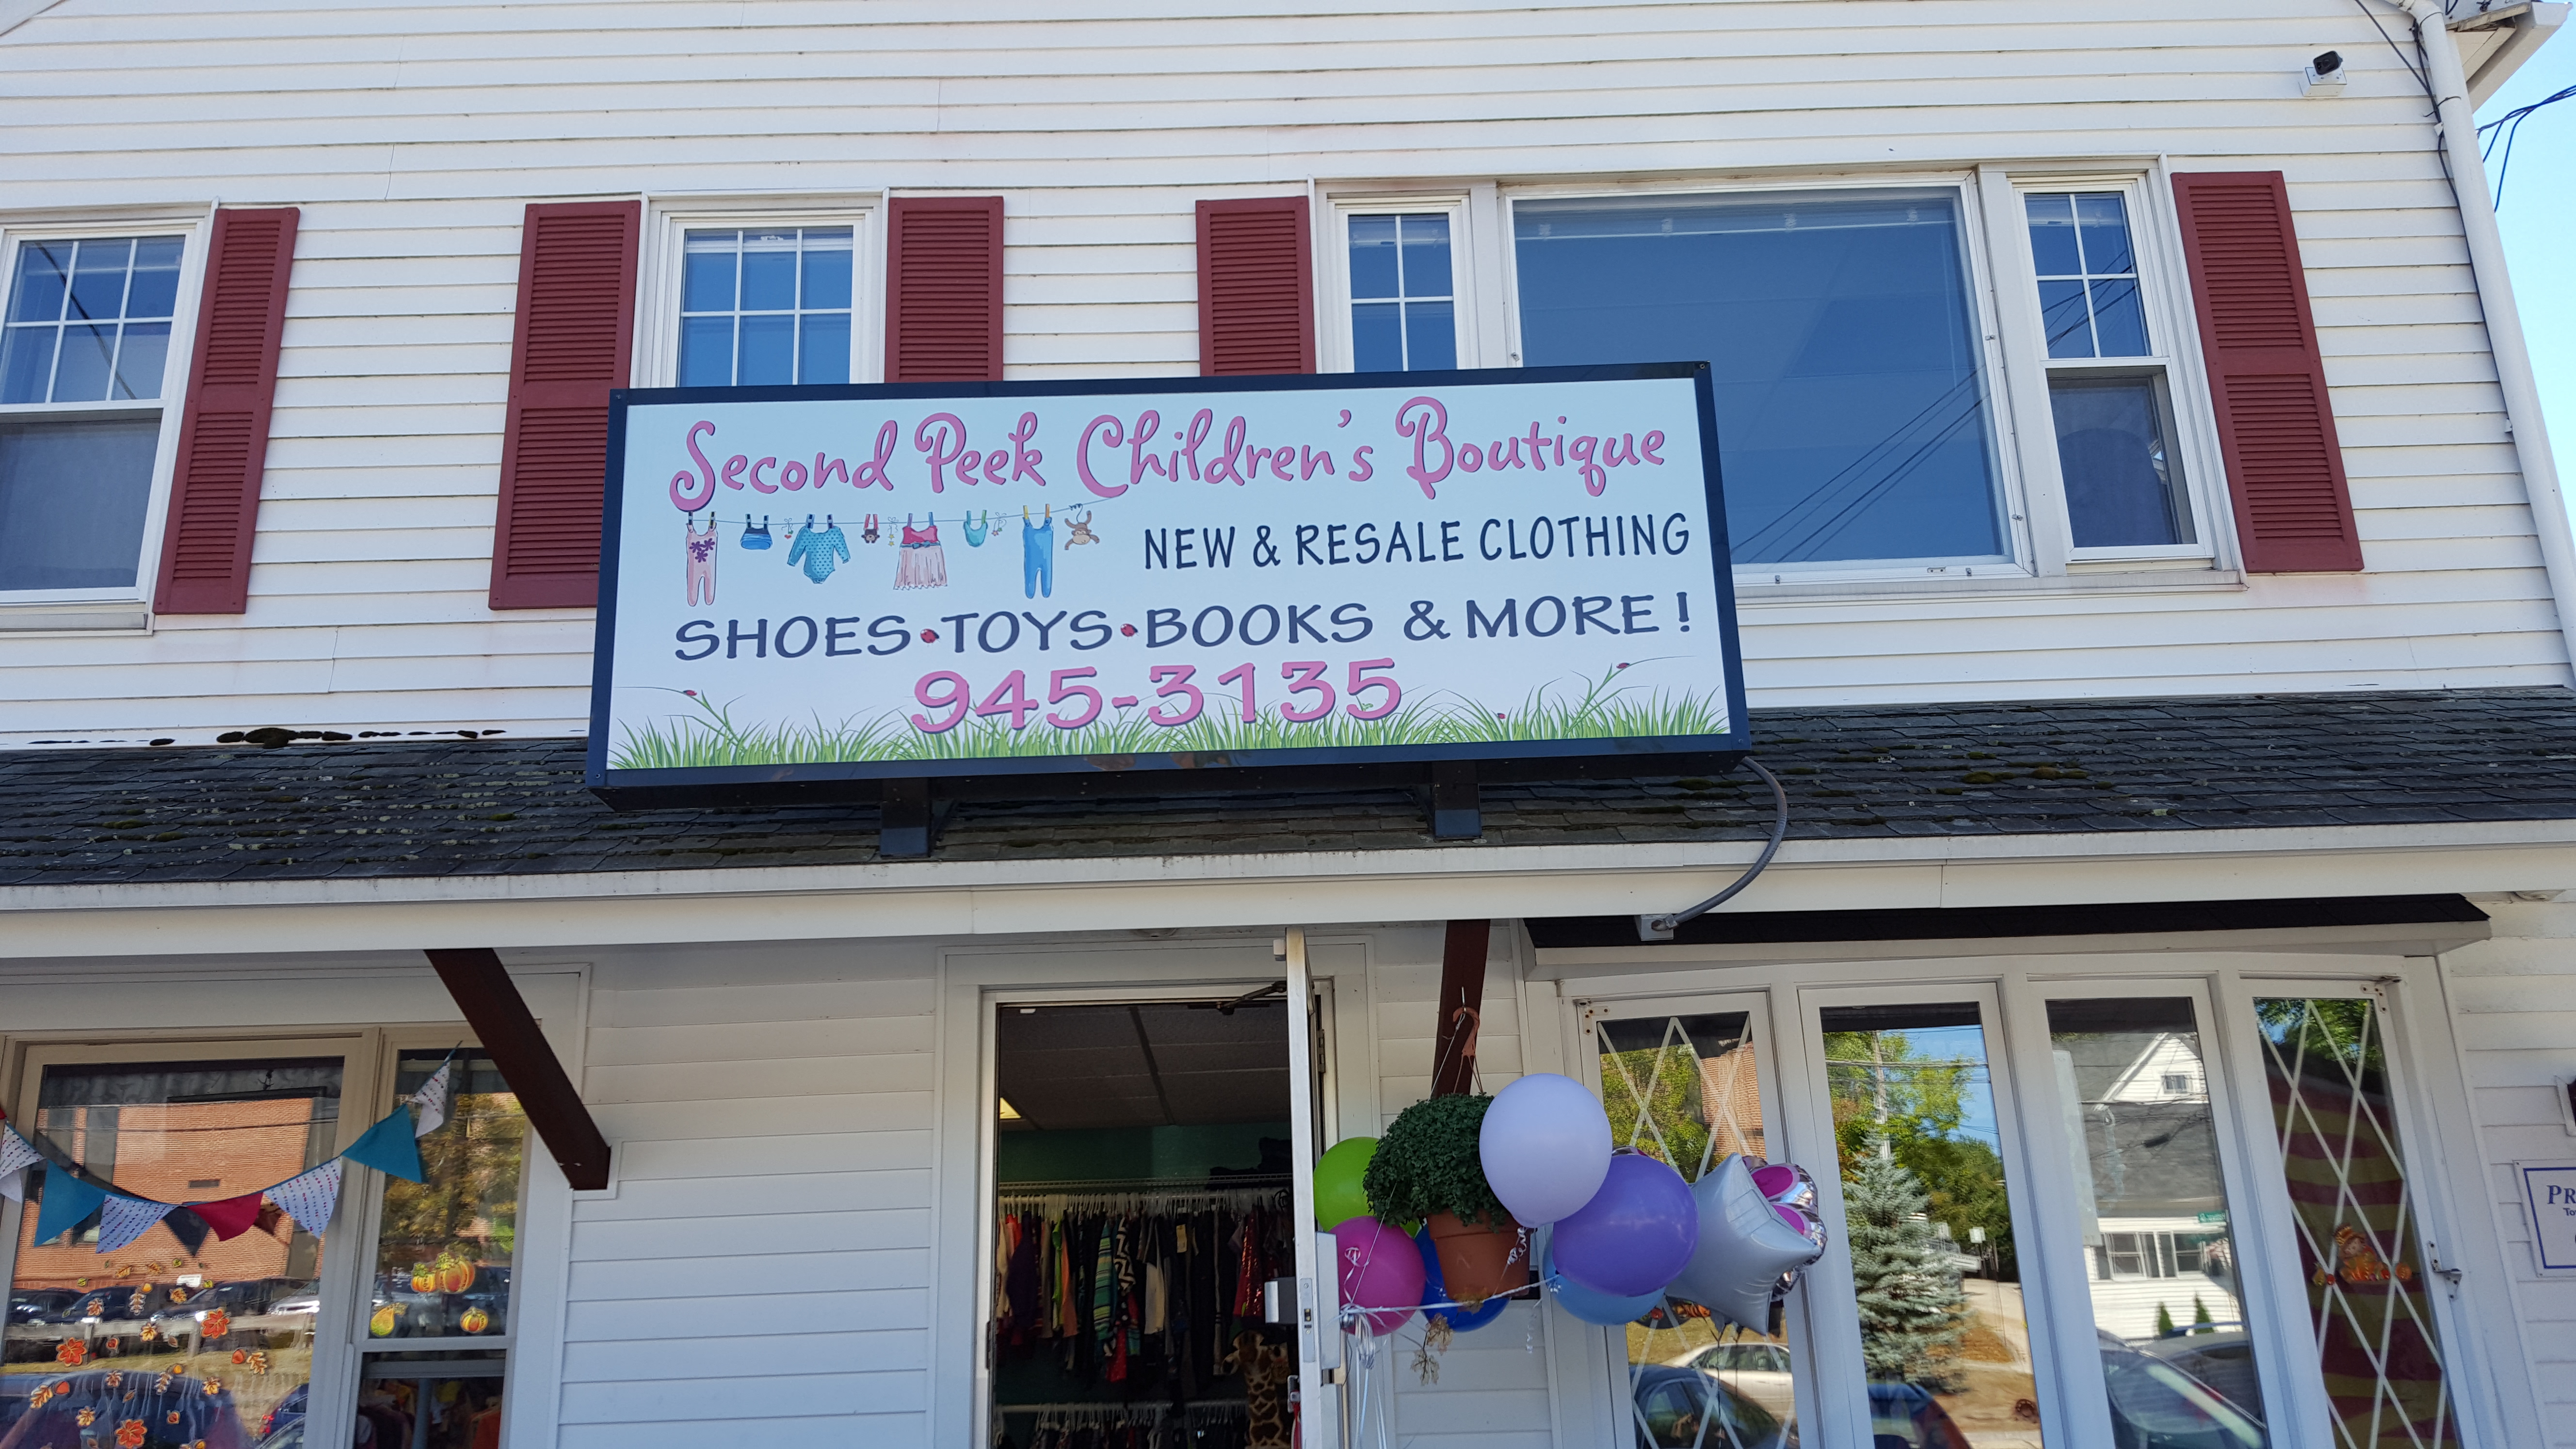 Second Peek Children's Boutique
NEW & RESALE CLOTHING
SHOES•TOYS•BOOKS & MORE!
945-3135